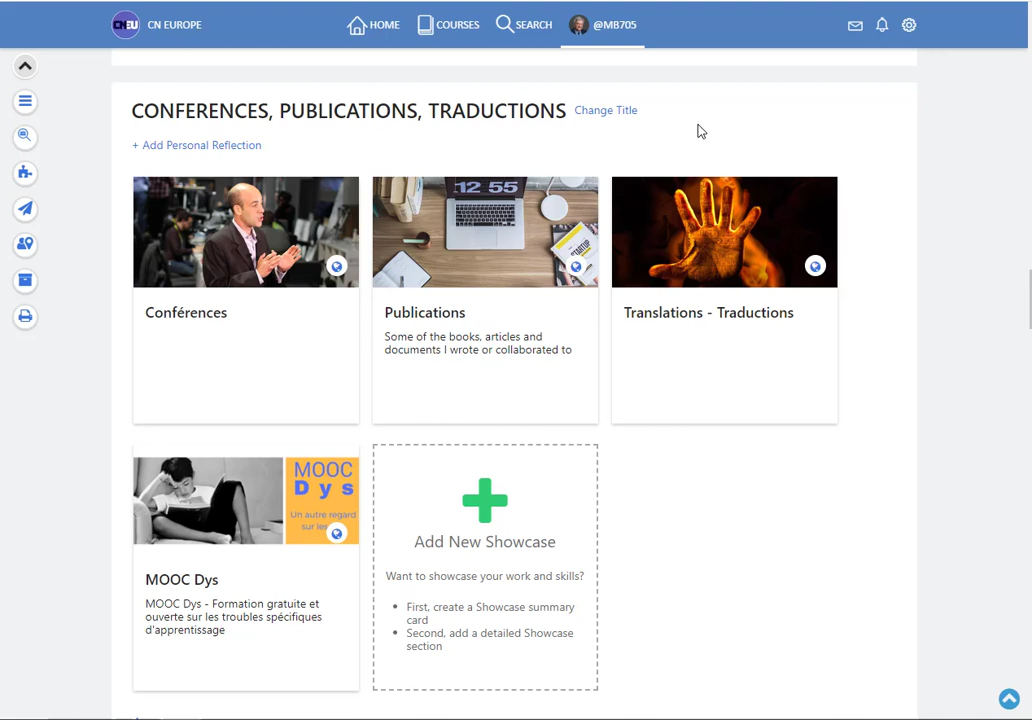 CNEU CN EUROPE HOME COURSES SEARCH @MB705
CONFERENCES, PUBLICATIONS, TRADUCTIONS Change Title
+ Add Personal Reflection
12 55
STARTUP
Conférences
Publications
Some of the books, articles and
documents I wrote or collaborated to
Translations - Traductions
MOOC
Dys
Un autre regard
sur les
MOOC Dys
MOOC Dys - Formation gratuite et
ouverte sur les troubles spécifiques
d'apprentissage
Add New Showcase
Want to showcase your work and skills?
• First, create a Showcase summary
card
• Second, add a detailed Showcase
section